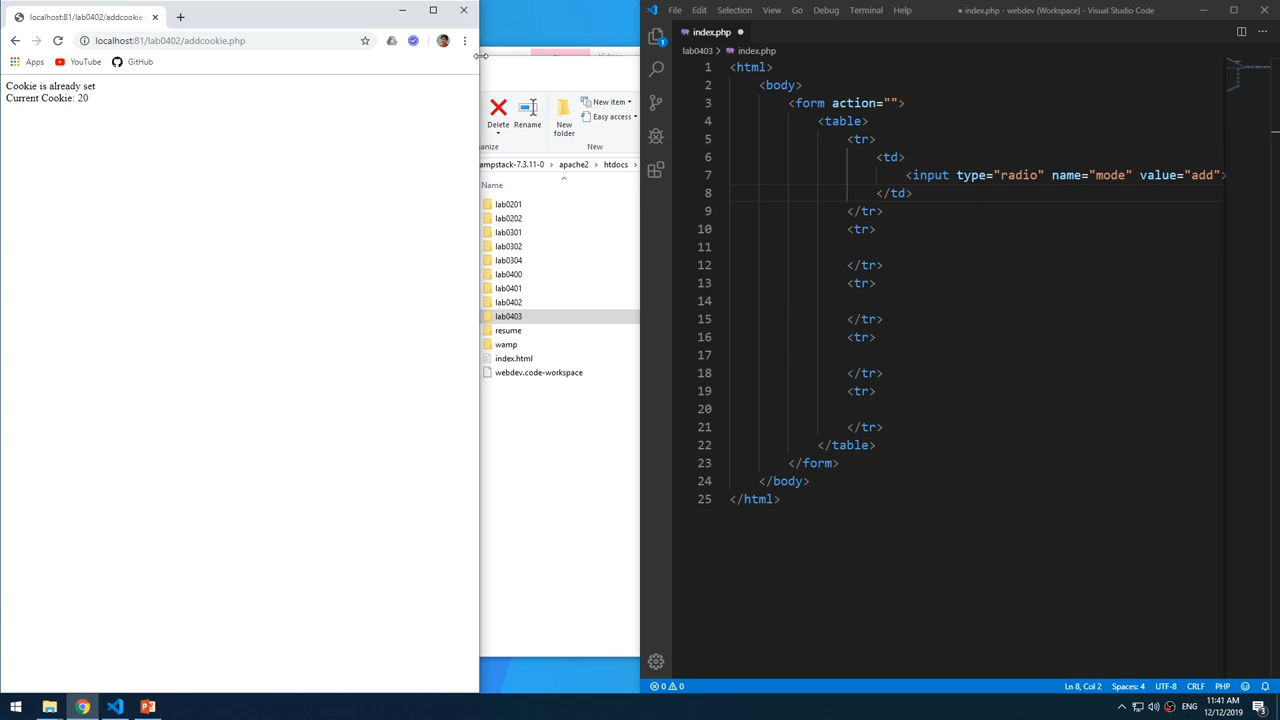 localhost:81/lab0402/addcookie.p
localhost:81/lab0402/addcookie.php
Apps
YouTube
GitHub
Cookie is already set
Current Cookie: 20
Delete
Rename
New
folder
New item
Easy access
New
ampstack-7.3.11-0 > apache2 > htdocs >
Name
lab0201
lab0202
lab0301
lab0302
lab0304
lab0400
lab0401
lab0402
lab0403
resume
wamp
index.html
webdev.code-workspace
File Edit Selection View Go Debug Terminal Help
● index.php - webdev (Workspace) - Visual Studio Code
1
index.php
lab0403 > index.php
1 <html>
2 <body>
3 <form action="">
4 <table>
5 <tr>
6 <td>
7 <input type="radio" name="mode" value="add">
8 </td>
9 </tr>
10 <tr>
11
12 </tr>
13 <tr>
14
15 </tr>
16 <tr>
17
18 </tr>
19 <tr>
20
21 </tr>
22 </table>
23 </form>
24 </body>
25 </html>
0 0
Ln 8, Col 2
Spaces: 4
UTF-8
CRLF
PHP
ENG
11:41 AM
12/12/2019
3